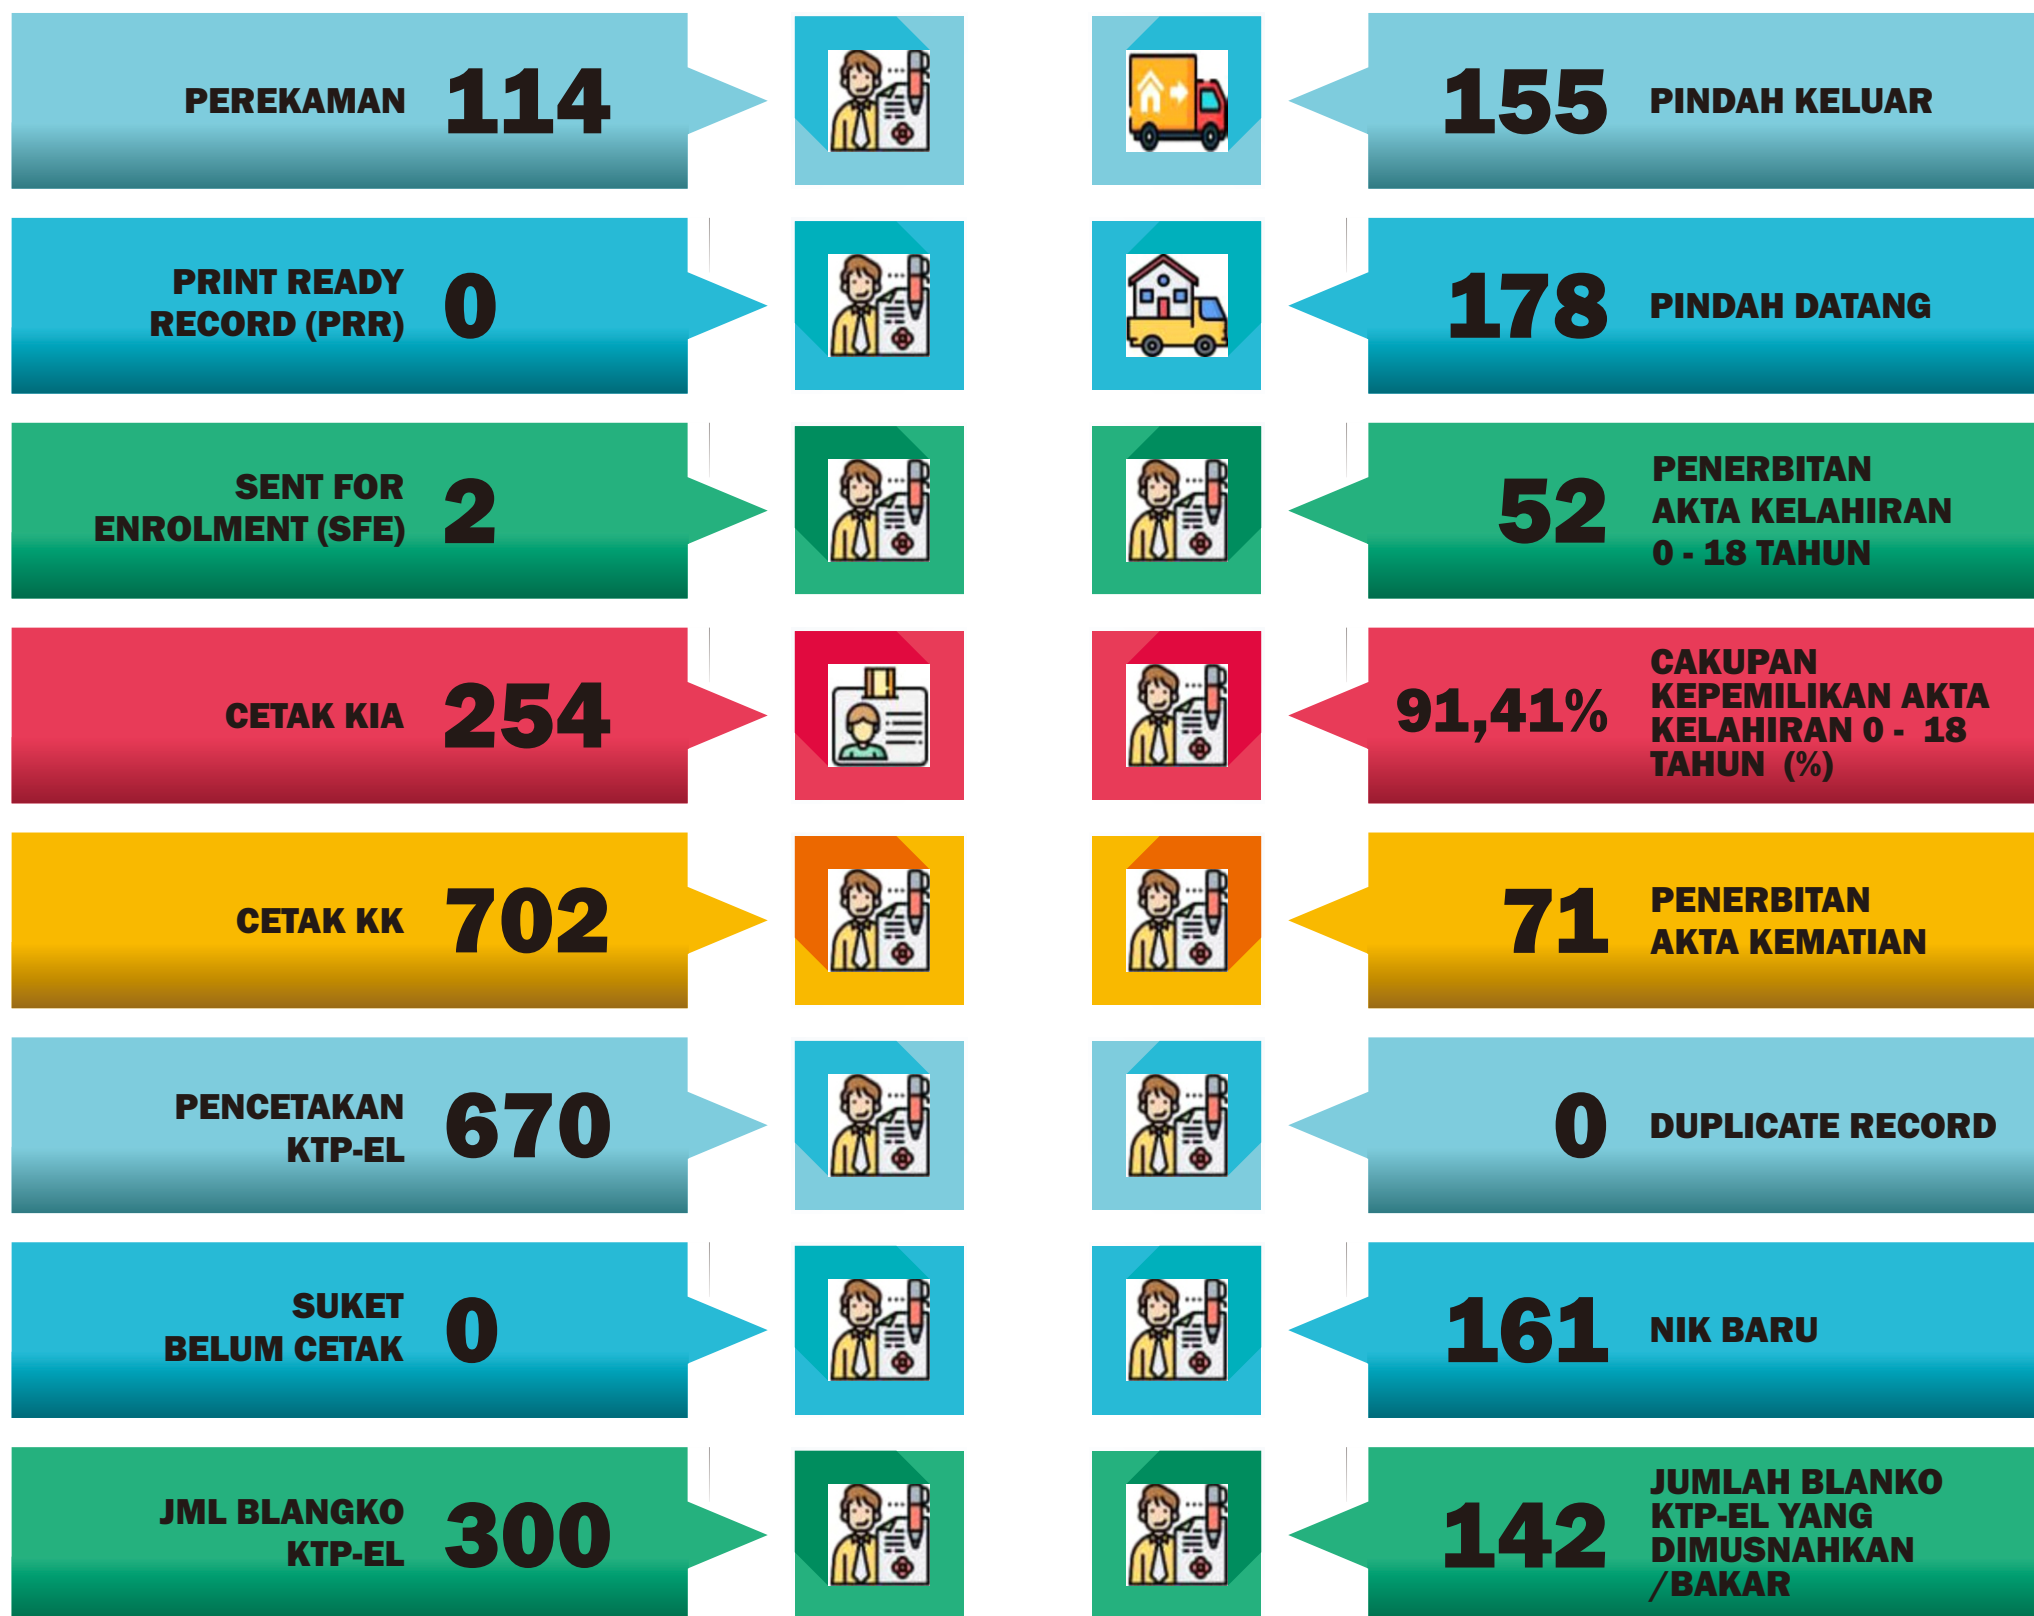 PEREKAMAN 114
155 PINDAH KELUAR
PRINT READY
RECORD (PRR)
0
178 PINDAH DATANG
SENT FOR
ENROLMENT (SFE)
2
52
PENERBITAN
AKTA KELAHIRAN
0 - 18 TAHUN
CETAK KIA 254
91,41%
CAKUPAN
KEPEMILIKAN AKTA
KELAHIRAN 0 - 18
TAHUN (%)
CETAK KK 702
71
PENERBITAN
AKTA KEMATIAN
PENCETAKAN
KTP-EL
670
0 DUPLICATE RECORD
SUKET
BELUM CETAK
0
161 NIK BARU
JML BLANGKO
KTP-EL
300
142
JUMLAH BLANKO
KTP-EL YANG
DIMUSNAHKAN
/BAKAR